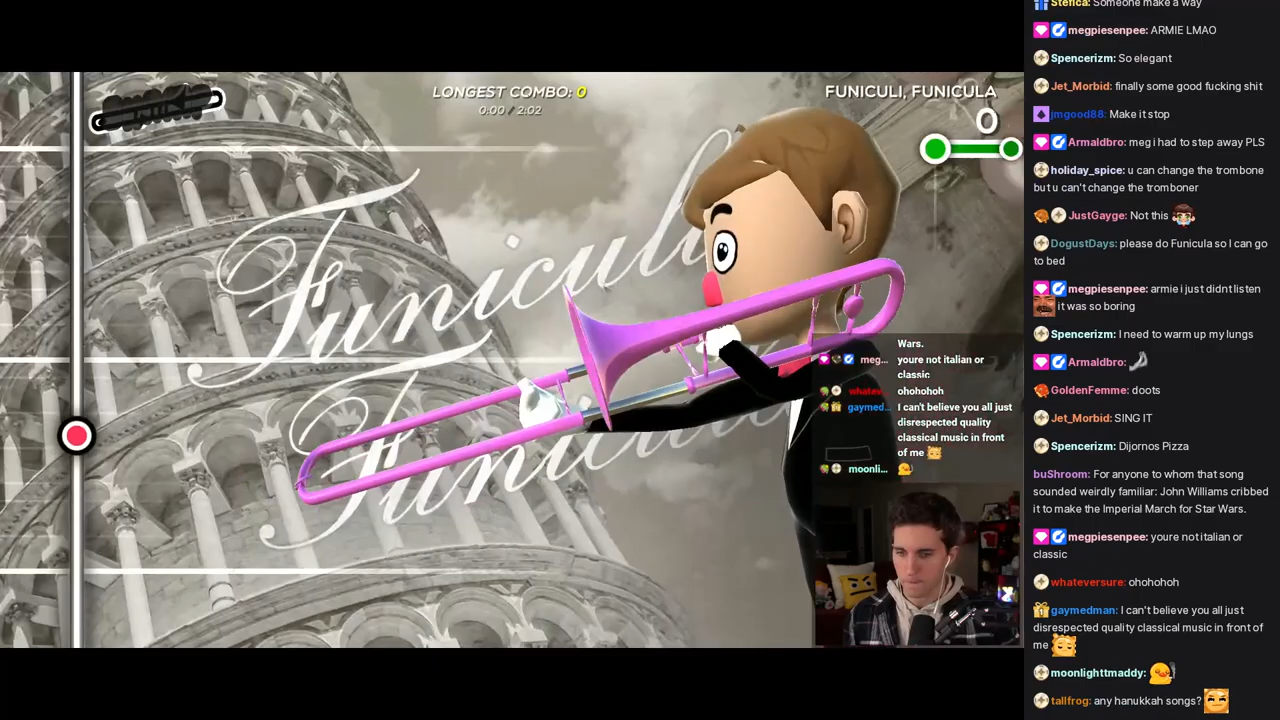 LONGEST COMBO: 0
0:00 / 2:02
FUNICULI, FUNICULA
0
Funiculi
Funicula
Wars.
meg... youre not italian or
classic
whatev... ohohohoh
gaymed... I can't believe you all just
disrespected quality
classical music in front
of me
moonli...
Stefica: Someone make a way
megpiesenpee: ARMIE LMAO
Spencerizm: So elegant
Jet_Morbid: finally some good fucking shit
jmgood88: Make it stop
Armaldbro: meg i had to step away PLS
holiday_spice: u can change the trombone
but u can't change the tromboner
JustGayge: Not this
DogustDays: please do Funicula so I can go
to bed
megpiesenpee: armie i just didnt listen
it was so boring
Spencerizm: I need to warm up my lungs
Armaldbro:
GoldenFemme: doots
Jet_Morbid: SING IT
Spencerizm: Dijornos Pizza
buShroom: For anyone to whom that song
sounded weirdly familiar: John Williams cribbed
it to make the Imperial March for Star Wars.
megpiesenpee: youre not italian or
classic
whateversure: ohohohoh
gaymedman: I can't believe you all just
disrespected quality classical music in front of
me
moonlighttmaddy:
tallfrog: any hanukkah songs?